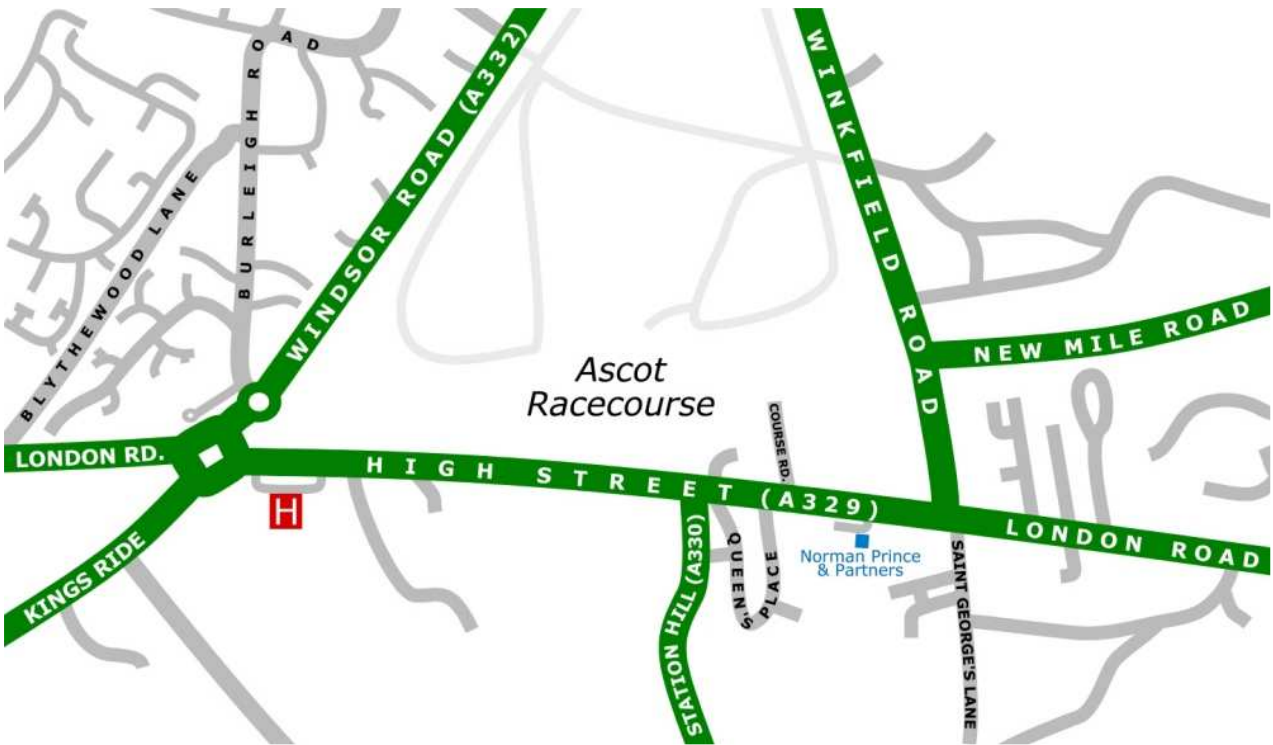 BURLEIGH ROAD
WINDSOR ROAD (A332)
WINKFIELD ROAD
BLYTHEWOOD LANE
NEW MILE ROAD
Ascot
Racecourse
COURSE RD.
LONDON RD.
HIGH STREET (A329)
LONDON ROAD
H
KINGS RIDE
STATION HILL (A330)
QUEEN'S PLACE
Norman Prince
& Partners
SAINT GEORGE'S LANE